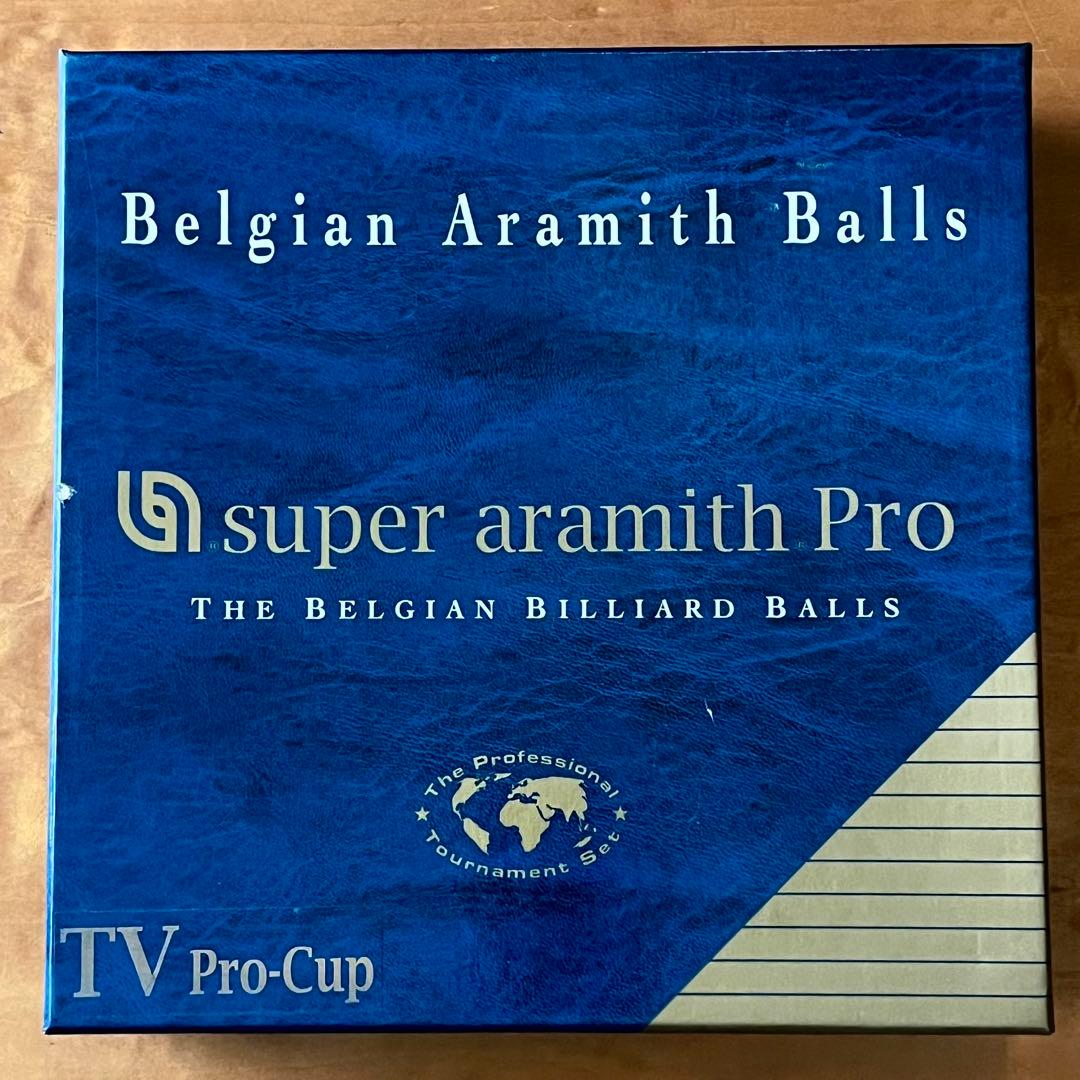 Belgian Aramith Balls
® super aramith® Pro
THE BELGIAN BILLIARD BALLS
The Professional
Tournament Set
TV Pro-Cup